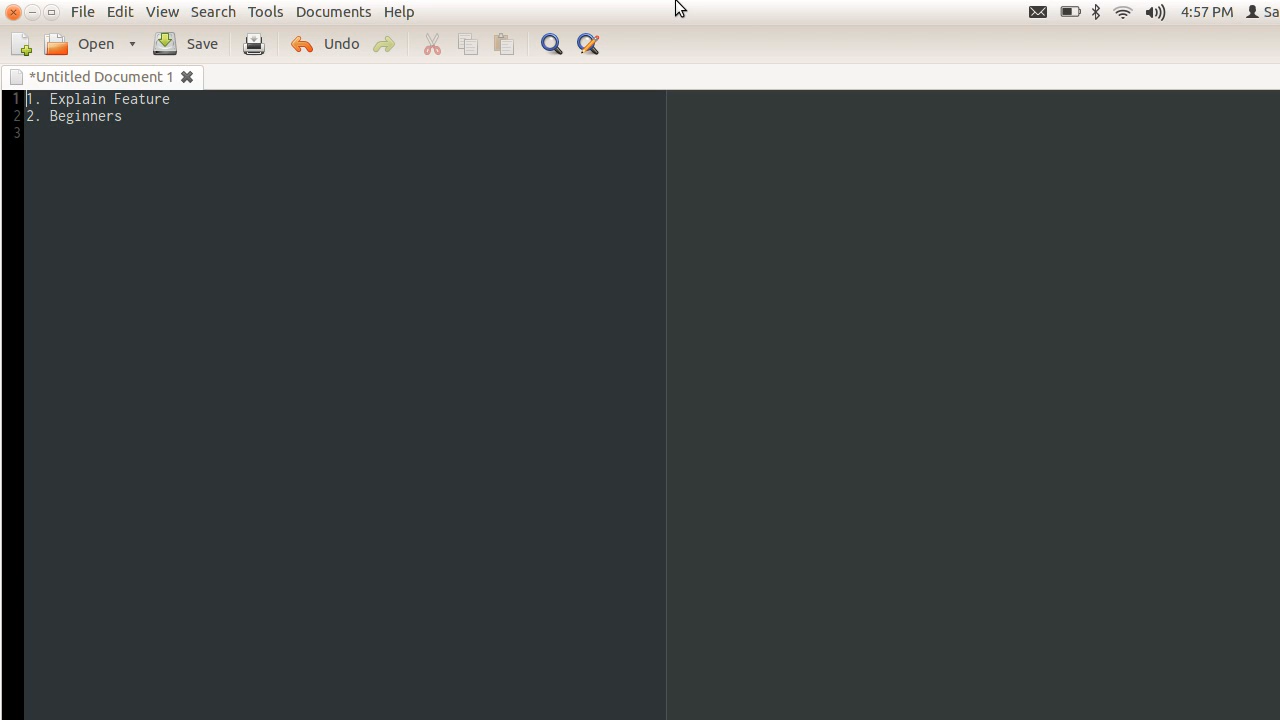 File Edit View Search Tools Documents Help 4:57 PM Sa
Open Save Undo
*Untitled Document 1
1 1. Explain Feature
2 2. Beginners
3